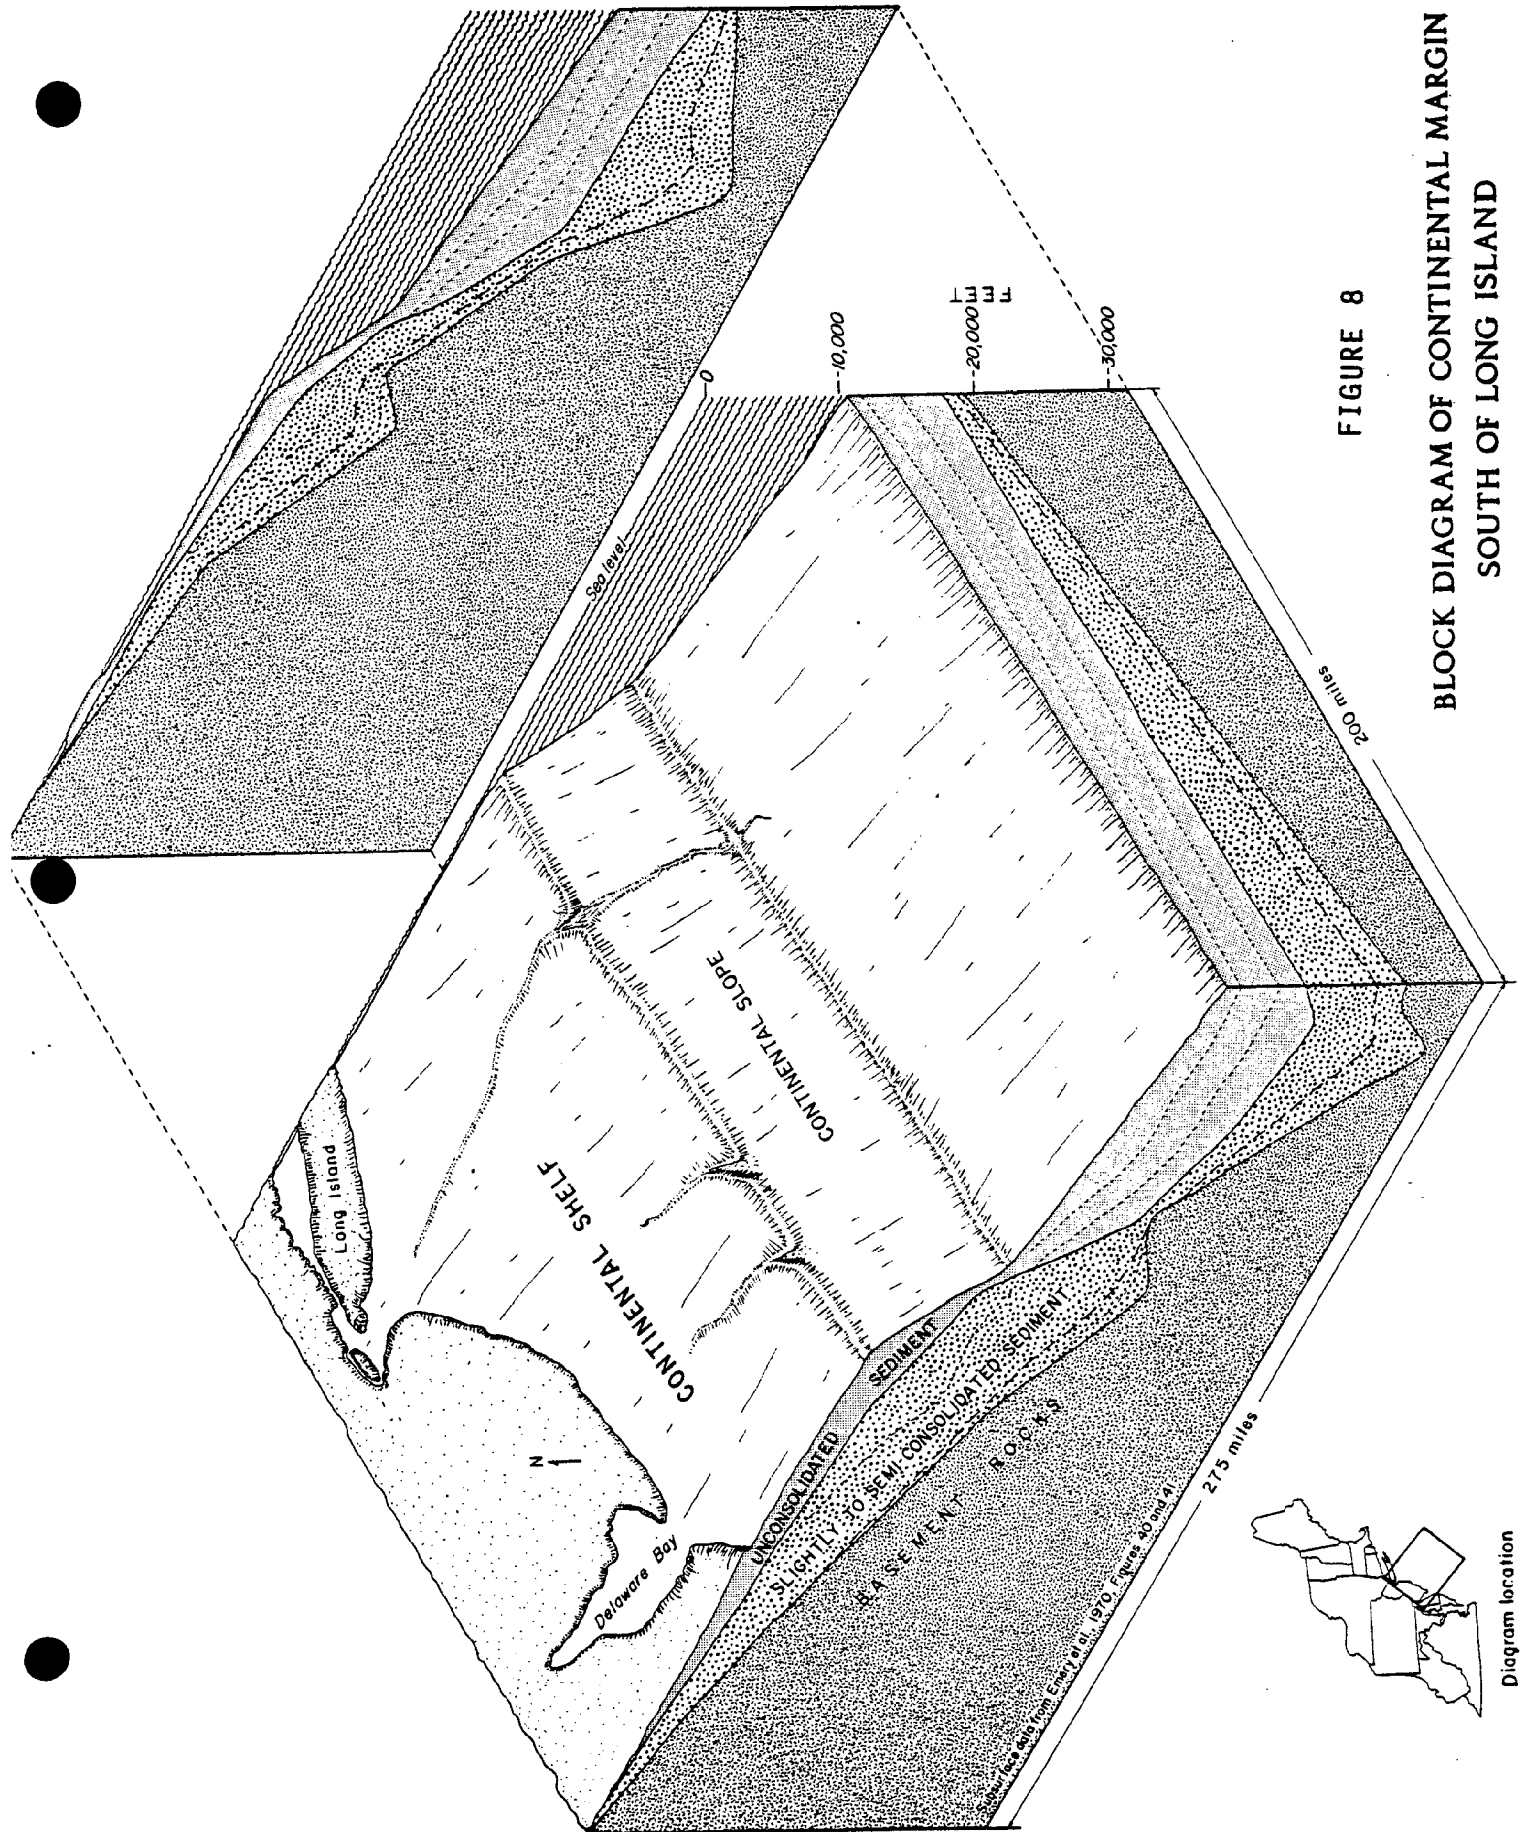 Sea level
0
-10,000
-20,000
-30,000
FEET
Long Island
N
Delaware Bay
CONTINENTAL SHELF
CONTINENTAL SLOPE
UNCONSOLIDATED SEDIMENT
SLIGHTLY TO SEMI-CONSOLIDATED SEDIMENT
BASEMENT ROCKS
Subsurface data from Emery et al. 1970, Figures 40 and 41
275 miles
200 miles
Diagram location
FIGURE 8
BLOCK DIAGRAM OF CONTINENTAL MARGIN
SOUTH OF LONG ISLAND